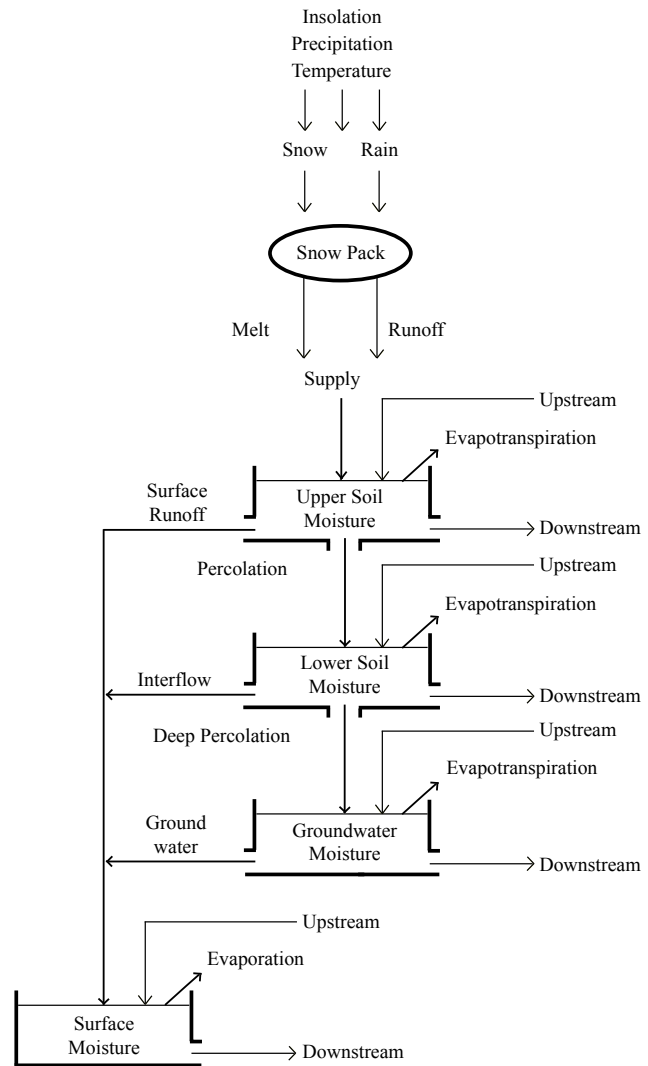 Insolation
Precipitation
Temperature
Snow
Rain
Snow Pack
Melt
Runoff
Supply
Upstream
Evapotranspiration
Surface
Runoff
Upper Soil
Moisture
Downstream
Percolation
Upstream
Evapotranspiration
Lower Soil
Moisture
Interflow
Downstream
Deep Percolation
Upstream
Evapotranspiration
Ground
water
Groundwater
Moisture
Downstream
Upstream
Evaporation
Surface
Moisture
Downstream